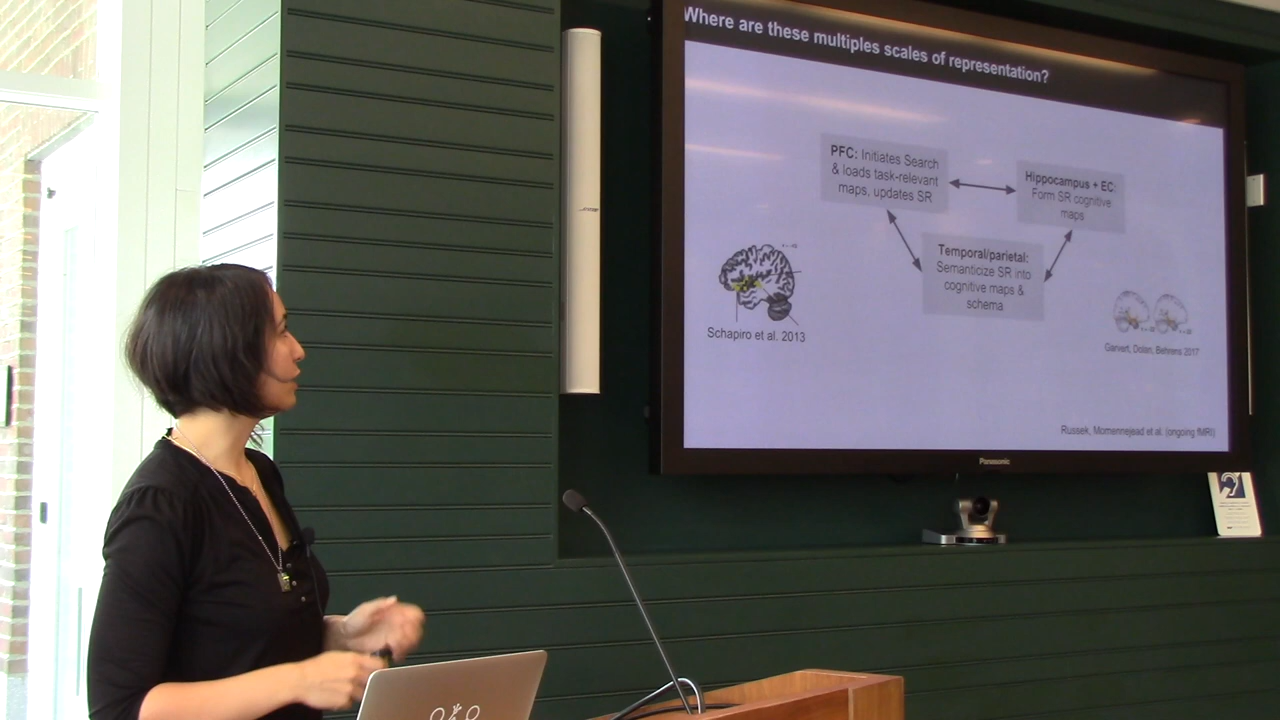 Where are these multiples scales of representation?
PFC: Initiates Search
& loads task-relevant
maps, updates SR
Hippocampus + EC:
Form SR cognitive
maps
Temporal/parietal:
Semanticize SR into
cognitive maps &
schema
Schapiro et al. 2013
Garvert, Dolan, Behrens 2017
Russek, Momennejead et al. (ongoing fMRI)
Panasonic